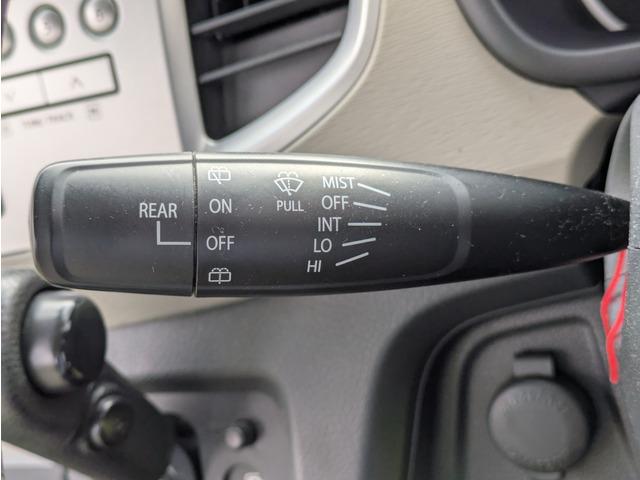 REAR
ON
OFF
PULL
MIST
OFF
INT
LO
HI